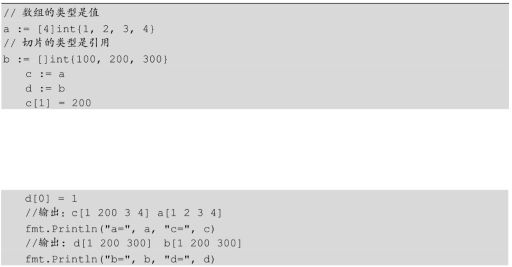 // 数组的类型是值
a := [4]int{1, 2, 3, 4}
// 切片的类型是引用
b := []int{100, 200, 300}
c := a
d := b
c[1] = 200
d[0] = 1
//输出: c[1 200 3 4] a[1 2 3 4]
fmt.Println("a=", a, "c=", c)
//输出: d[1 200 300] b[1 200 300]
fmt.Println("b=", b, "d=", d)